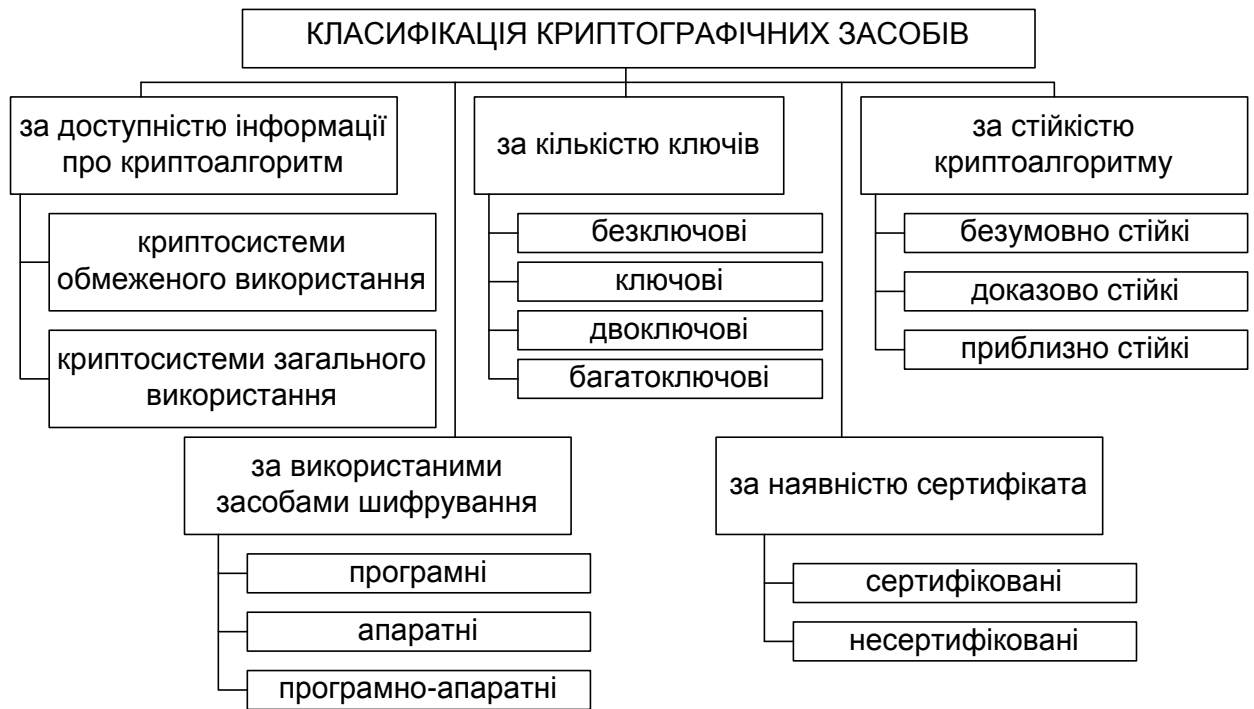 КЛАСИФІКАЦІЯ КРИПТОГРАФІЧНИХ ЗАСОБІВ
за доступністю інформації
про криптоалгоритм
криптосистеми
обмеженого використання
криптосистеми загального
використання
за кількістю ключів
безключові
ключові
двоключові
багатоключові
за стійкістю
криптоалгоритму
безумовно стійкі
доказово стійкі
приблизно стійкі
за використаними
засобами шифрування
програмні
апаратні
програмно-апаратні
за наявністю сертифіката
сертифіковані
несертифіковані